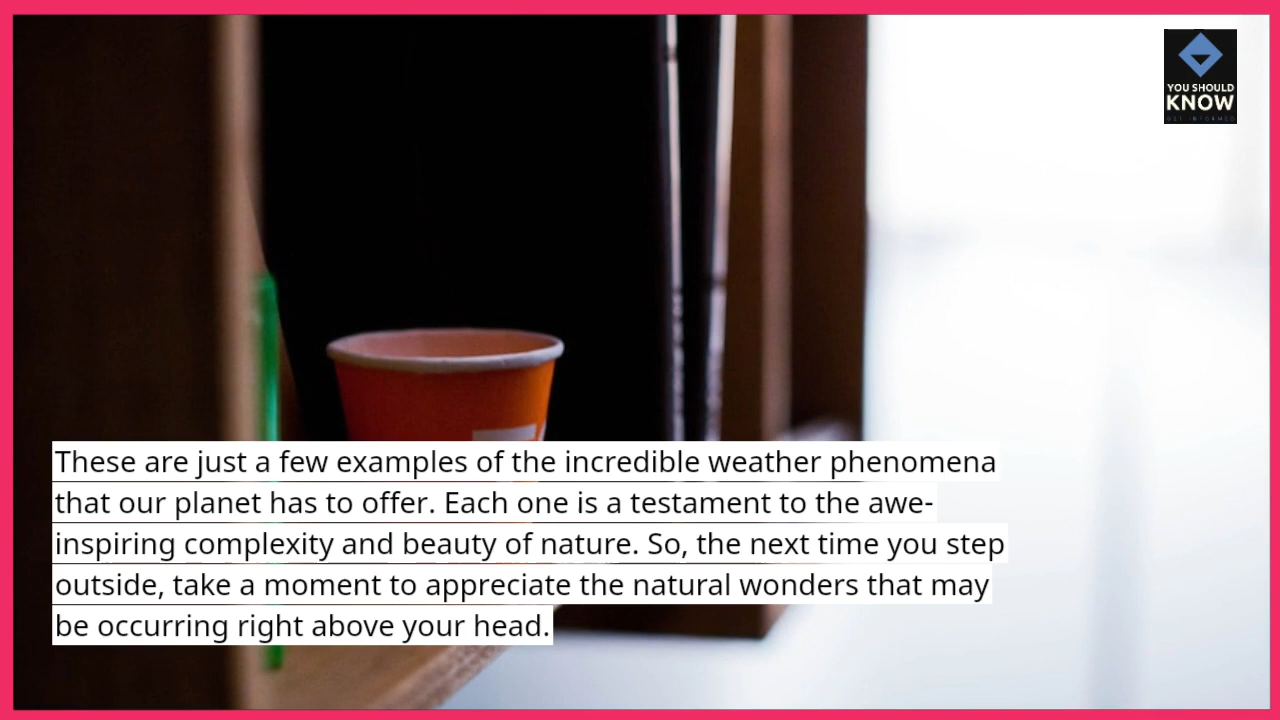 YOU SHOULD
KNOW
GET INFORMED
These are just a few examples of the incredible weather phenomena
that our planet has to offer. Each one is a testament to the awe-
inspiring complexity and beauty of nature. So, the next time you step
outside, take a moment to appreciate the natural wonders that may
be occurring right above your head.